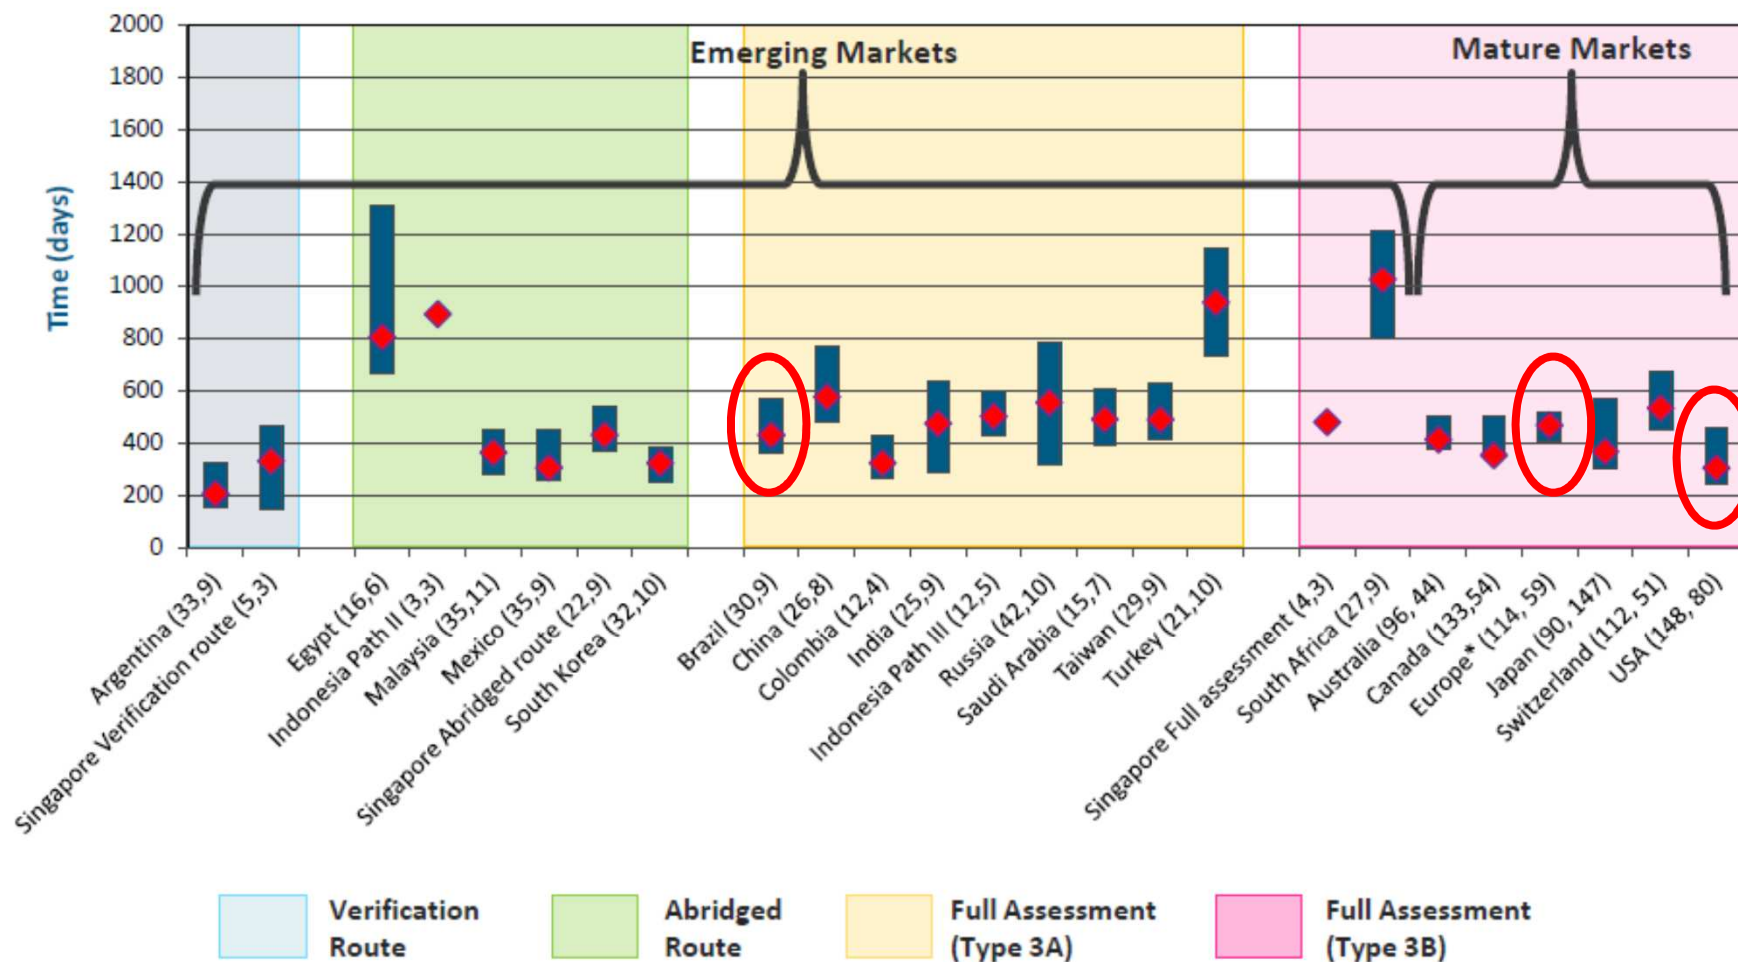 Emerging Markets
Mature Markets
Time (days)
2000
1800
1600
1400
1200
1000
800
600
400
200
0
Argentina (33,9)
Singapore Verification route (5,3)
Egypt (16,6)
Indonesia Path II (3,3)
Malaysia (35,11)
Mexico (35,9)
Singapore Abridged route (22,9)
South Korea (32,10)
Brazil (30,9)
China (26,8)
Colombia (12,4)
India (25,9)
Indonesia Path III (12,5)
Russia (42,10)
Saudi Arabia (15,7)
Taiwan (29,9)
Turkey (21,10)
Singapore Full assessment (4,3)
South Africa (27,9)
Australia (96, 44)
Canada (133,54)
Europe* (114, 59)
Japan (90, 147)
Switzerland (112, 51)
USA (148, 80)
Verification
Route
Abridged
Route
Full Assessment
(Type 3A)
Full Assessment
(Type 3B)